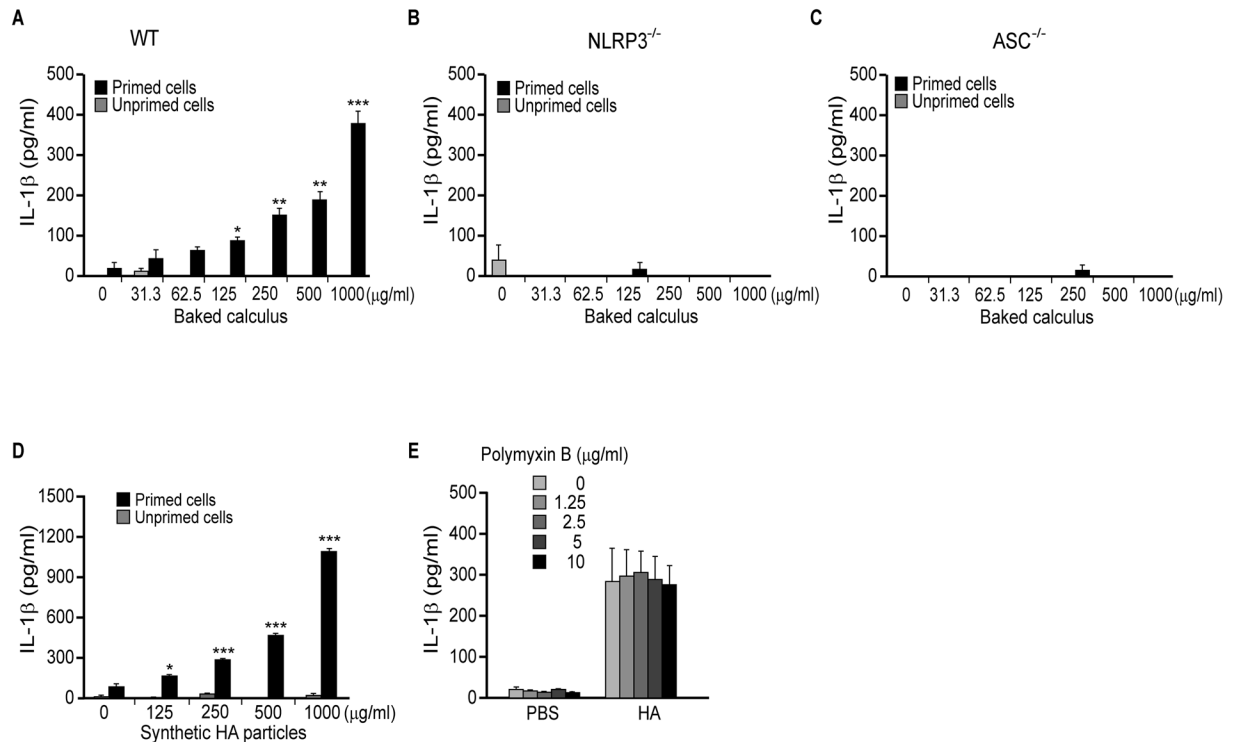 A
WT
500
400
300
200
100
0
IL-1β (pg/ml)
Primed cells
Unprimed cells
*
**
**
***
0 31.3 62.5 125 250 500 1000 (μg/ml)
Baked calculus
B
NLRP3-/-
500
400
300
200
100
0
IL-1β (pg/ml)
Primed cells
Unprimed cells
0 31.3 62.5 125 250 500 1000 (μg/ml)
Baked calculus
C
ASC-/-
500
400
300
200
100
0
IL-1β (pg/ml)
Primed cells
Unprimed cells
0 31.3 62.5 125 250 500 1000 (μg/ml)
Baked calculus
D
1500
1200
900
600
300
0
IL-1β (pg/ml)
Primed cells
Unprimed cells
*
***
***
***
0 125 250 500 1000 (μg/ml)
Synthetic HA particles
E
Polymyxin B (μg/ml)
0
1.25
2.5
5
10
500
400
300
200
100
0
IL-1β (pg/ml)
PBS HA